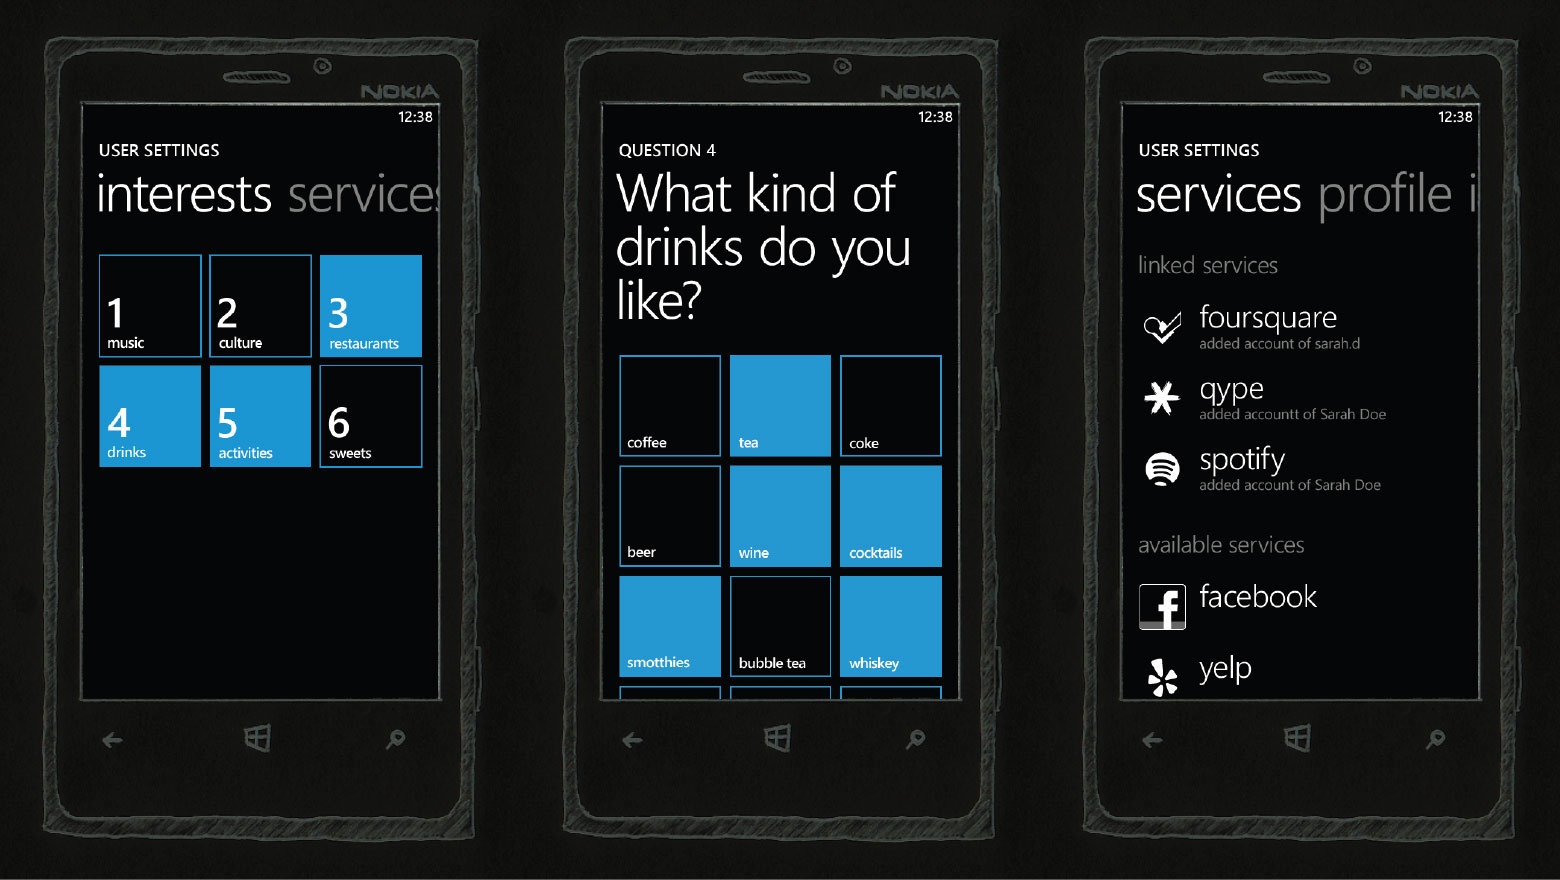 NOKIA
12:38
USER SETTINGS
interests services
1
music
2
culture
3
restaurants
4
drinks
5
activities
6
sweets
NOKIA
12:38
QUESTION 4
What kind of
drinks do you
like?
coffee
tea
coke
beer
wine
cocktails
smotthies
bubble tea
whiskey
NOKIA
12:38
USER SETTINGS
services profile i
linked services
foursquare
added account of sarah.d
qype
added accountt of Sarah Doe
spotify
added account of Sarah Doe
available services
f
facebook
yelp